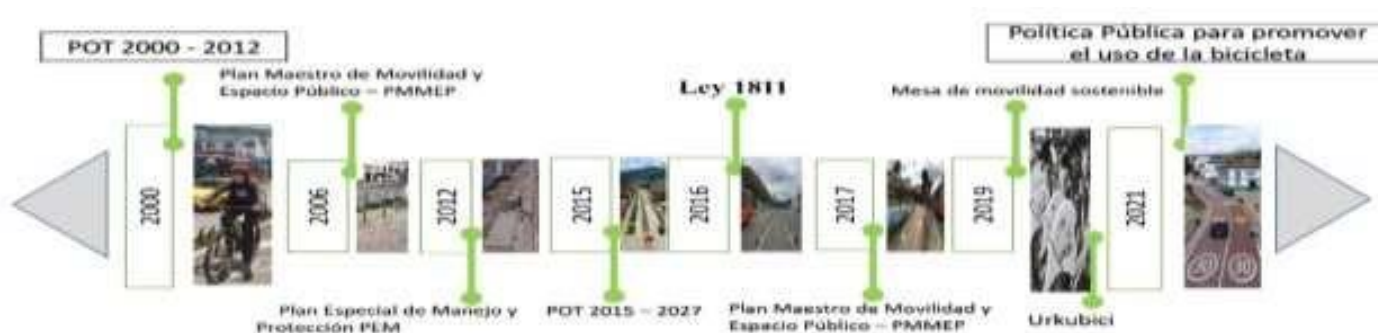 POT 2000 - 2012
Plan Maestro de Movilidad y
Espacio Público – PMMEP
Ley 1811
Política Pública para promover
el uso de la bicicleta
Mesa de movilidad sostenible
2000
2006
2012
2015
2016
2017
2019
2021
Plan Especial de Manejo y
Protección PEM
POT 2015 – 2027
Plan Maestro de Movilidad y
Espacio Público – PMMEP
Urkubici
30